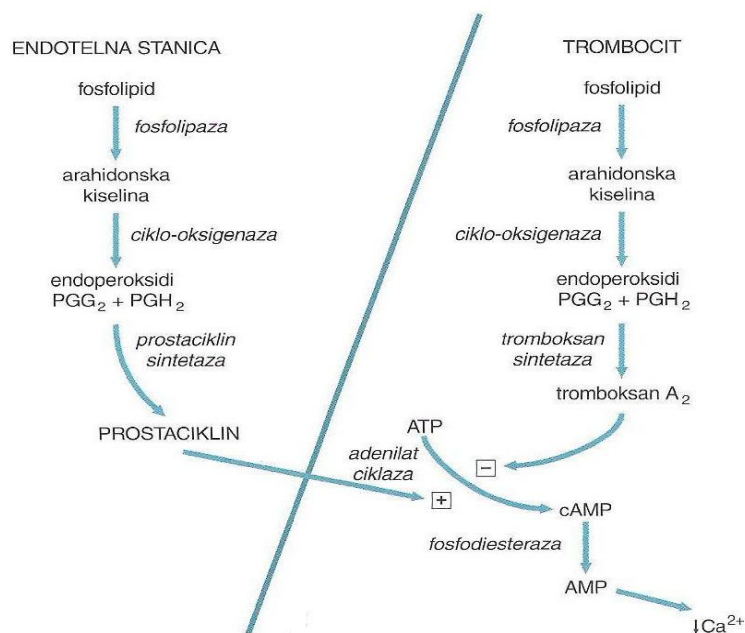 ENDOTELNA STANICA
fosfolipid
fosfolipaza
arahidonska
kiselina
ciklo-oksigenaza
endoperoksidi
PGG₂ + PGH₂
prostaciklin
sintetaza
PROSTACIKLIN
TROMBOCIT
fosfolipid
fosfolipaza
arahidonska
kiselina
ciklo-oksigenaza
endoperoksidi
PGG₂ + PGH₂
tromboksan
sintetaza
tromboksan A₂
ATP
adenilat
ciklaza
−
+
cAMP
fosfodiesteraza
AMP
↓Ca²⁺